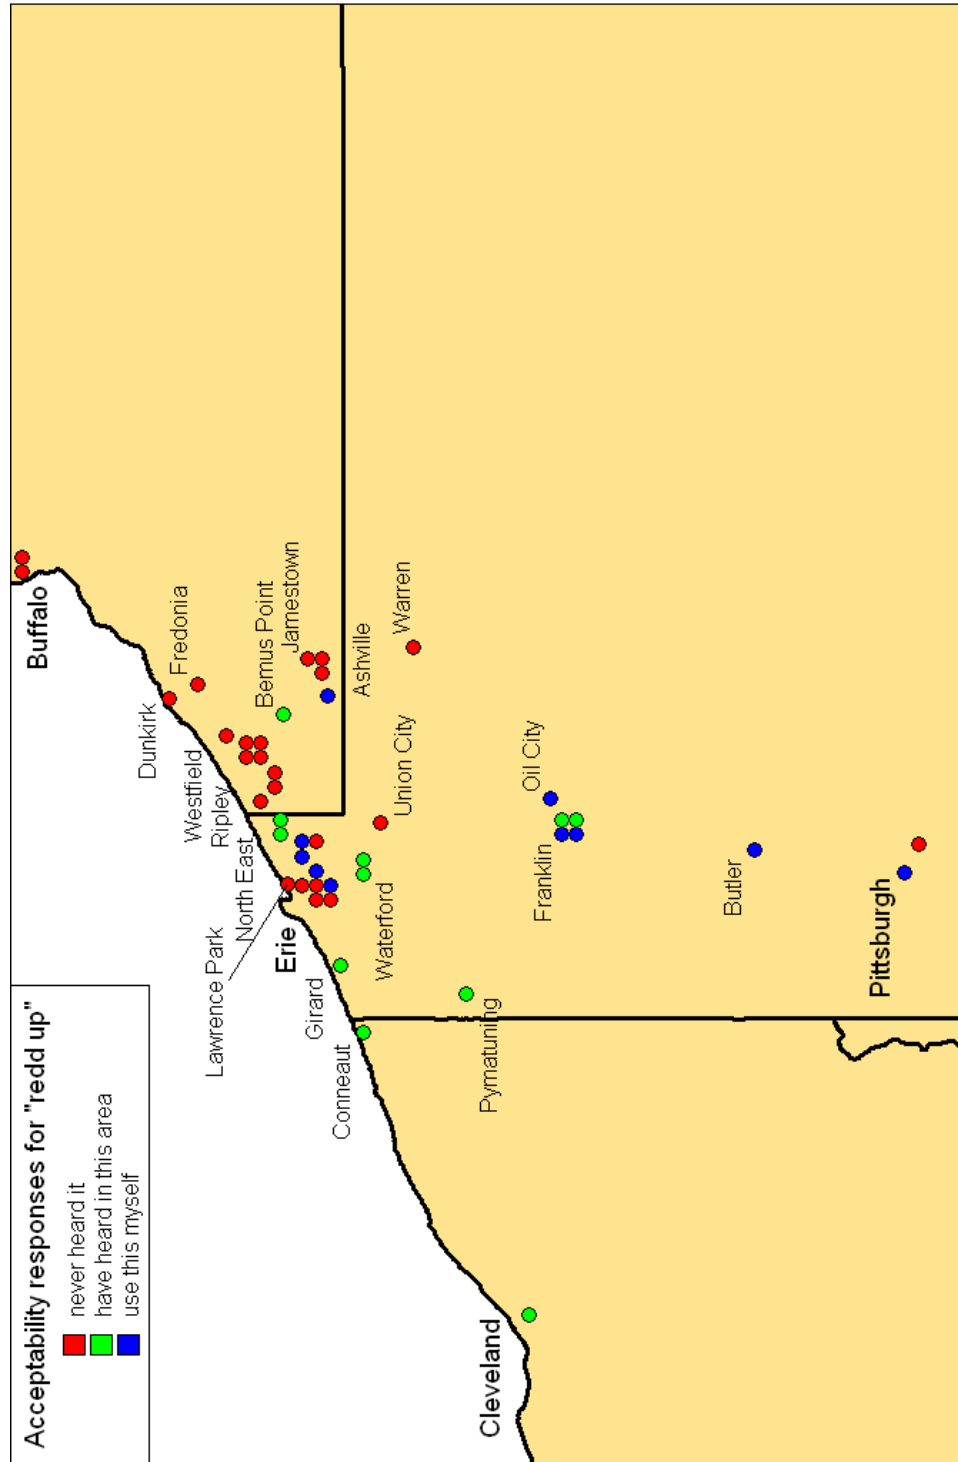 Acceptability responses for "redd up"
never heard it
have heard in this area
use this myself
Buffalo
Dunkirk
Fredonia
Westfield
Ripley
Bemus Point
Jamestown
North East
Ashville
Lawrence Park
Erie
Warren
Girard
Waterford
Union City
Conneaut
Pymatuning
Cleveland
Franklin
Oil City
Butler
Pittsburgh